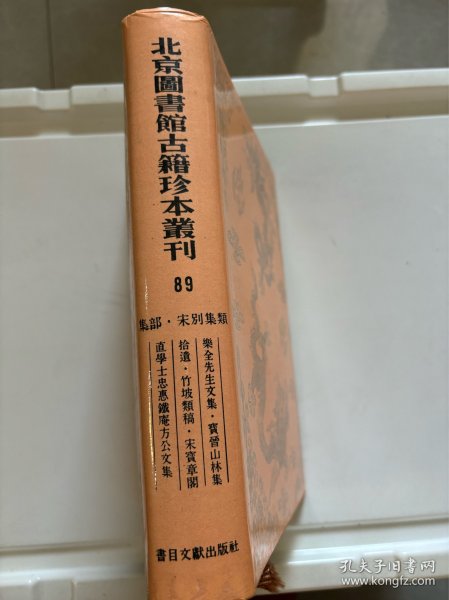 北京圖書館古籍珍本叢刊
89
集部·宋別集類
樂全先生文集·寶晉山林集
拾遺·竹坡類稿·宋寶章閣
直學士忠惠鐵庵方公文集
書目文獻出版社
孔夫子旧书网
www.kongfz.com